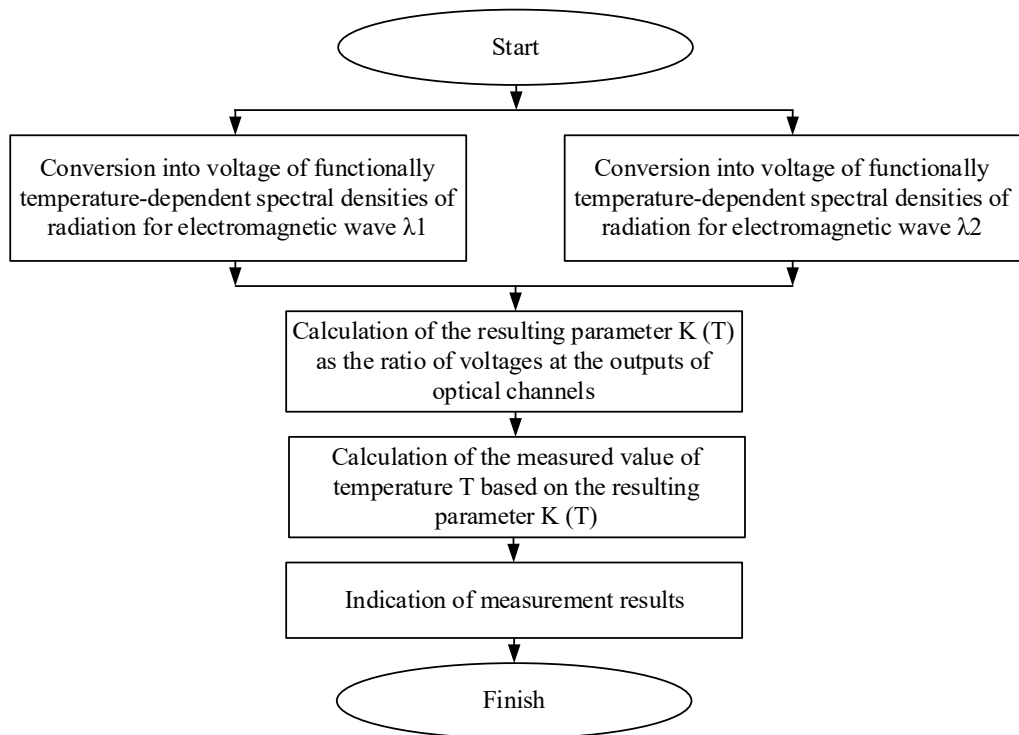 Start
Conversion into voltage of functionally
temperature-dependent spectral densities of
radiation for electromagnetic wave λ1
Conversion into voltage of functionally
temperature-dependent spectral densities of
radiation for electromagnetic wave λ2
Calculation of the resulting parameter K (T)
as the ratio of voltages at the outputs of
optical channels
Calculation of the measured value of
temperature T based on the resulting
parameter K (T)
Indication of measurement results
Finish